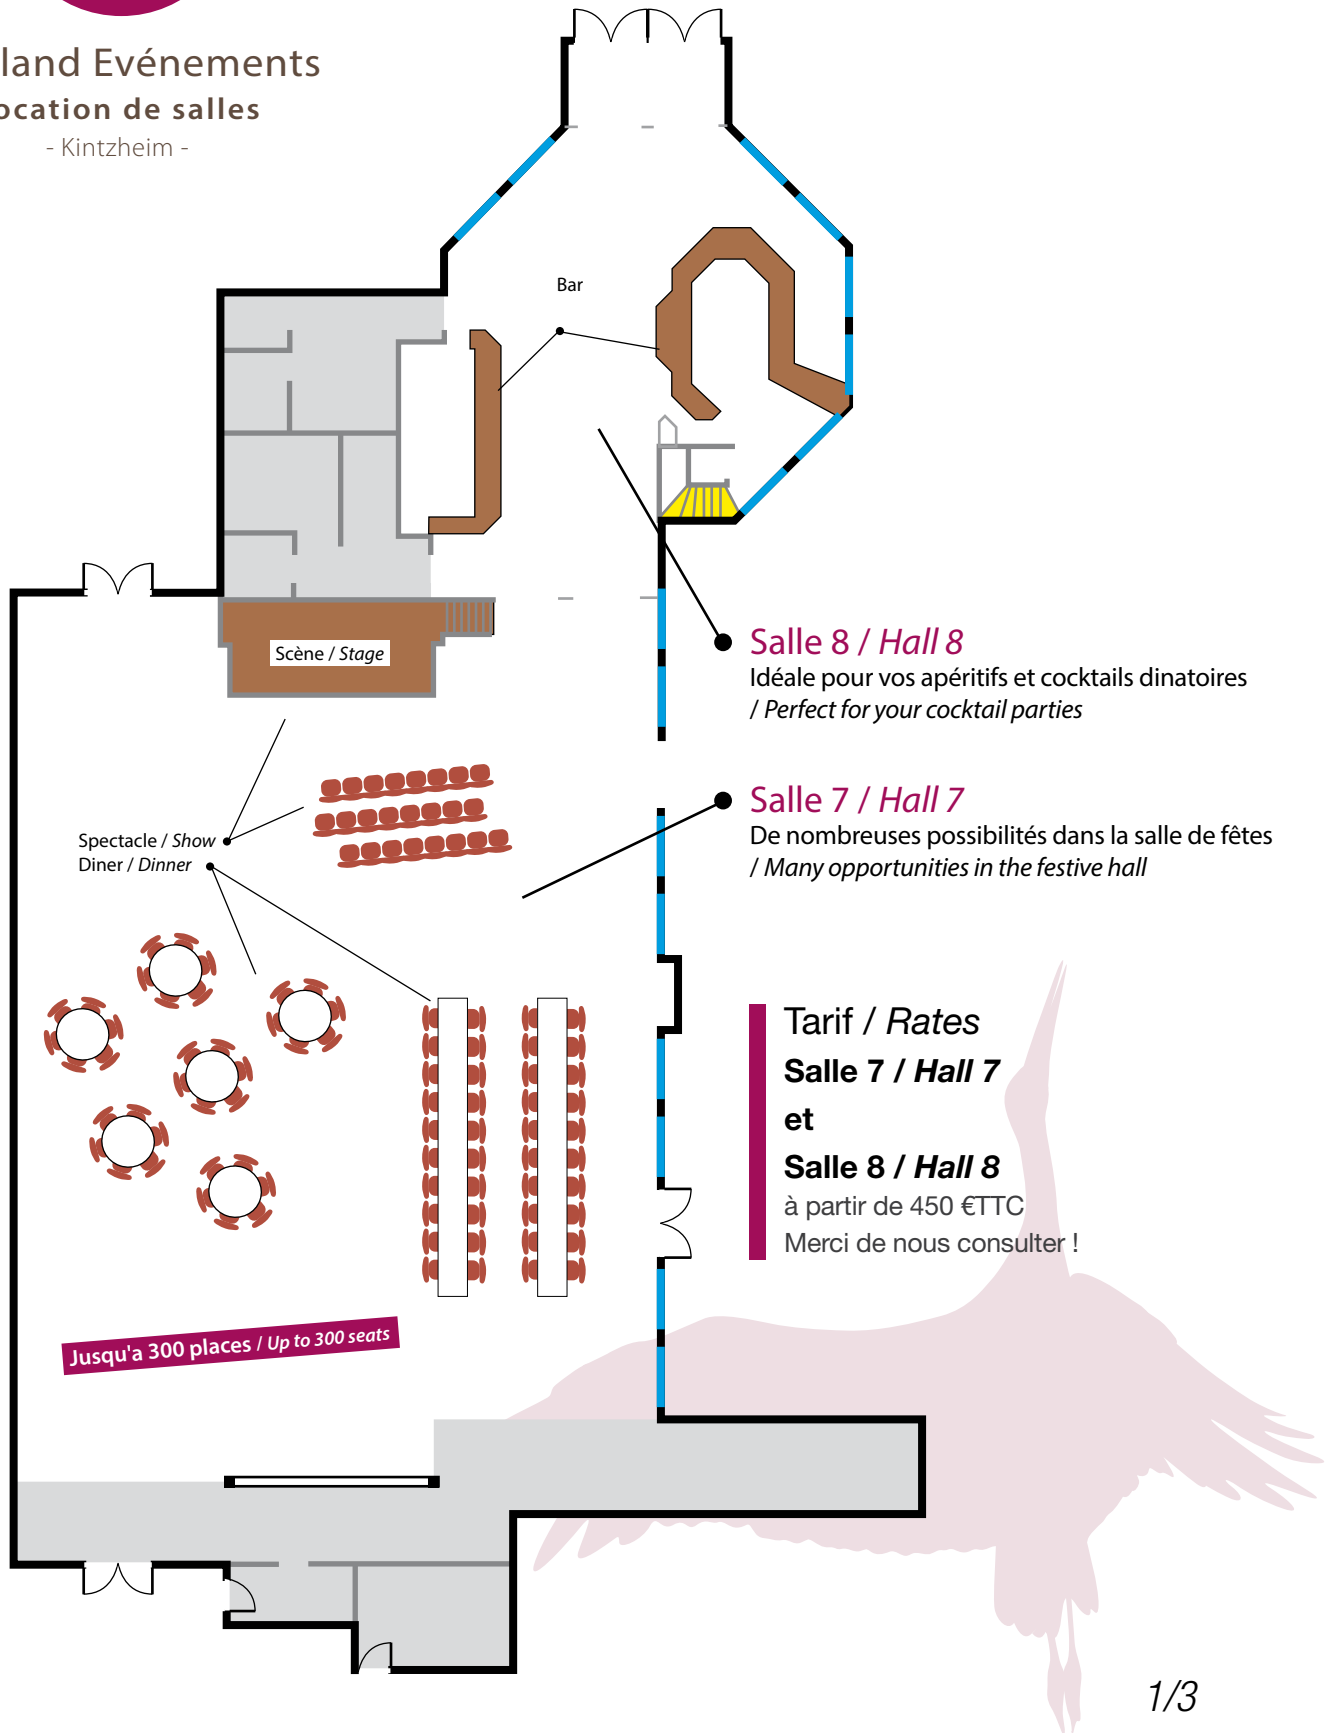 land Evénements
ocation de salles
- Kintzheim -
Bar
Scène / Stage
Salle 8 / Hall 8
Idéale pour vos apéritifs et cocktails dinatoires
/ Perfect for your cocktail parties
Salle 7 / Hall 7
De nombreuses possibilités dans la salle de fêtes
/ Many opportunities in the festive hall
Spectacle / Show
Diner / Dinner
Tarif / Rates
Salle 7 / Hall 7
et
Salle 8 / Hall 8
à partir de 450 €TTC
Merci de nous consulter !
Jusqu'a 300 places / Up to 300 seats
1/3